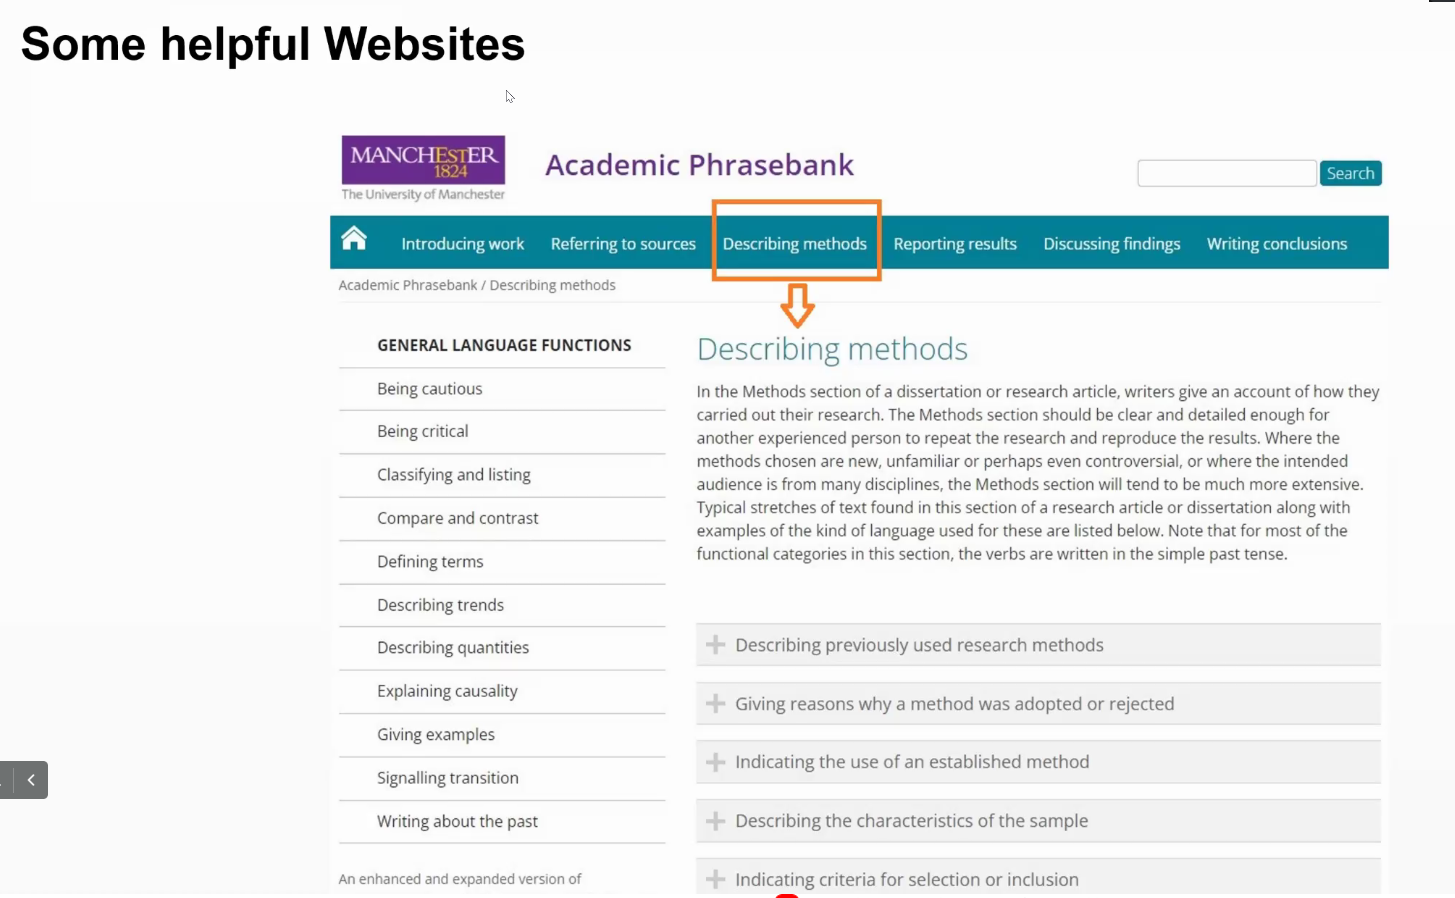 Some helpful Websites
MANCHESTER
1824
The University of Manchester
Academic Phrasebank
Search
Introducing work
Referring to sources
Describing methods
Reporting results
Discussing findings
Writing conclusions
Academic Phrasebank / Describing methods
GENERAL LANGUAGE FUNCTIONS
Being cautious
Being critical
Classifying and listing
Compare and contrast
Defining terms
Describing trends
Describing quantities
Explaining causality
Giving examples
Signalling transition
Writing about the past
An enhanced and expanded version of
Describing methods
In the Methods section of a dissertation or research article, writers give an account of how they
carried out their research. The Methods section should be clear and detailed enough for
another experienced person to repeat the research and reproduce the results. Where the
methods chosen are new, unfamiliar or perhaps even controversial, or where the intended
audience is from many disciplines, the Methods section will tend to be much more extensive.
Typical stretches of text found in this section of a research article or dissertation along with
examples of the kind of language used for these are listed below. Note that for most of the
functional categories in this section, the verbs are written in the simple past tense.
Describing previously used research methods
Giving reasons why a method was adopted or rejected
Indicating the use of an established method
Describing the characteristics of the sample
Indicating criteria for selection or inclusion